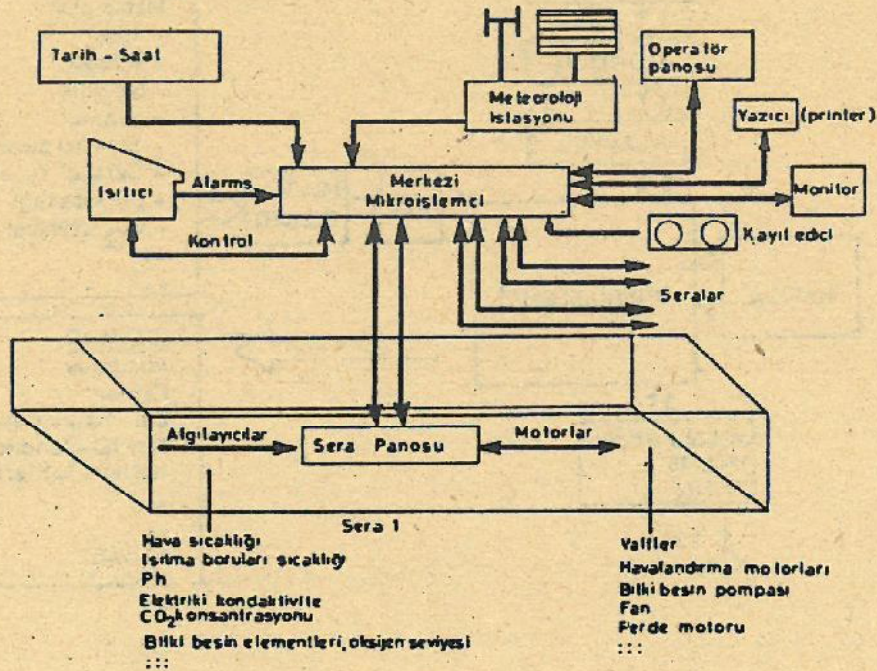 Tarih - Saat
Meteoroloji
İstasyonu
Operatör
panosu
Yazıcı (printer)
Monitor
Isıtıcı
Alarms
Merkezi
Mikroislemci
Kontrol
Kayıt edici
Seralar
Algılayıcılar
Sera Panosu
Motorlar
Sera 1
Hava sıcaklığı
Isıtma boruları sıcaklığı
Ph
Elektriki kondaktivite
CO2 konsantrasyonu
Bitki besin elementleri, oksijen seviyesi
:::
Valfler
Havalandırma motorları
Bitki besin pompası
Fan
Perde motoru
:::